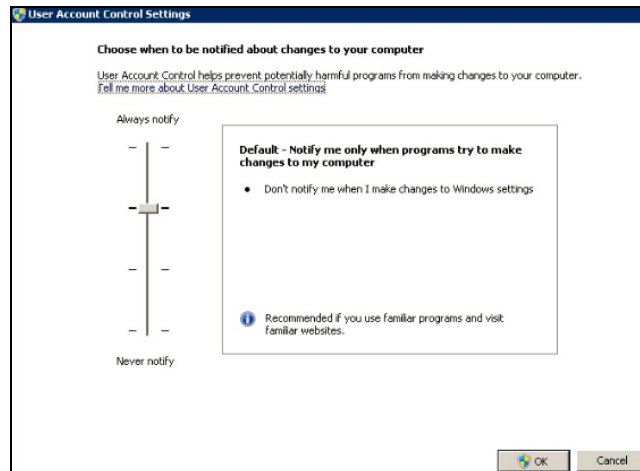 User Account Control Settings
Choose when to be notified about changes to your computer
User Account Control helps prevent potentially harmful programs from making changes to your computer.
Tell me more about User Account Control settings
Always notify
Default - Notify me only when programs try to make
changes to my computer
• Don't notify me when I make changes to Windows settings
Recommended if you use familiar programs and visit
familiar websites.
Never notify
OK
Cancel